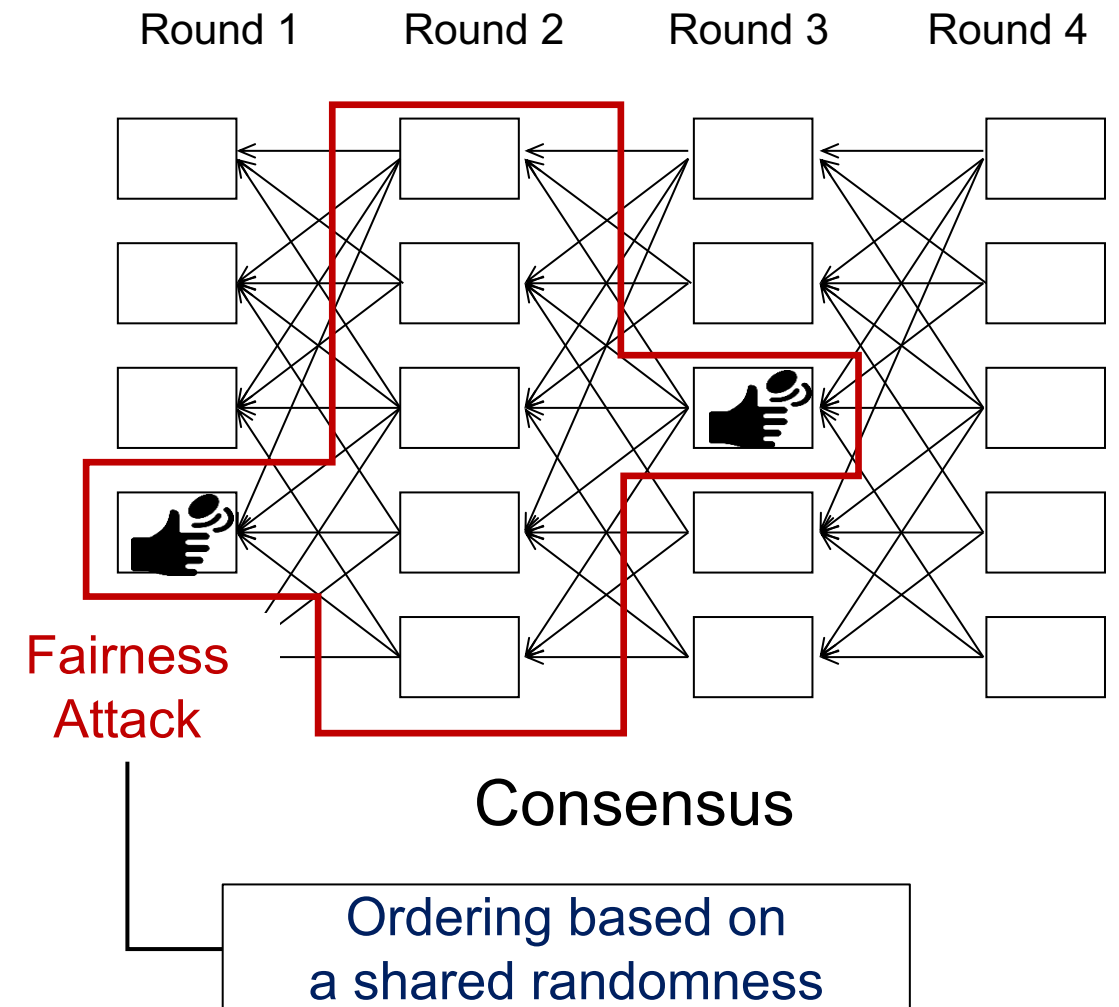 Round 1 Round 2 Round 3 Round 4
Fairness
Attack
Consensus
Ordering based on
a shared randomness